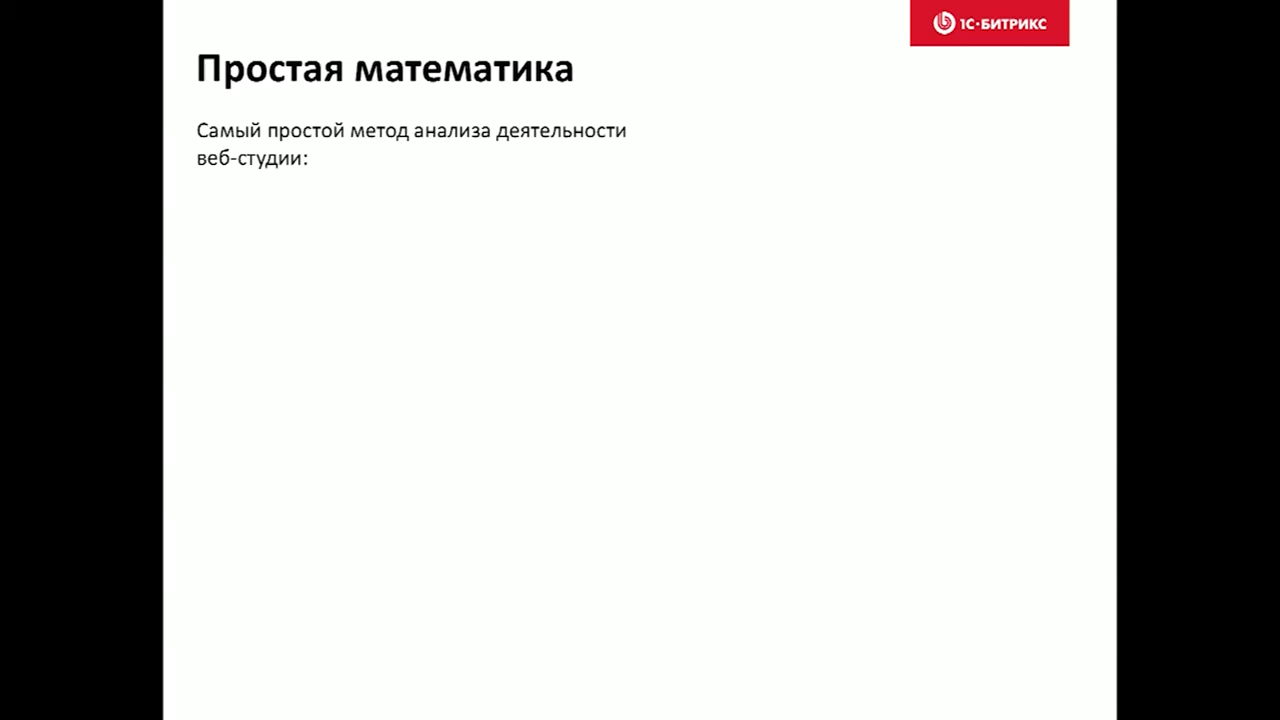 1С·БИТРИКС
Простая математика
Самый простой метод анализа деятельности
веб-студии: